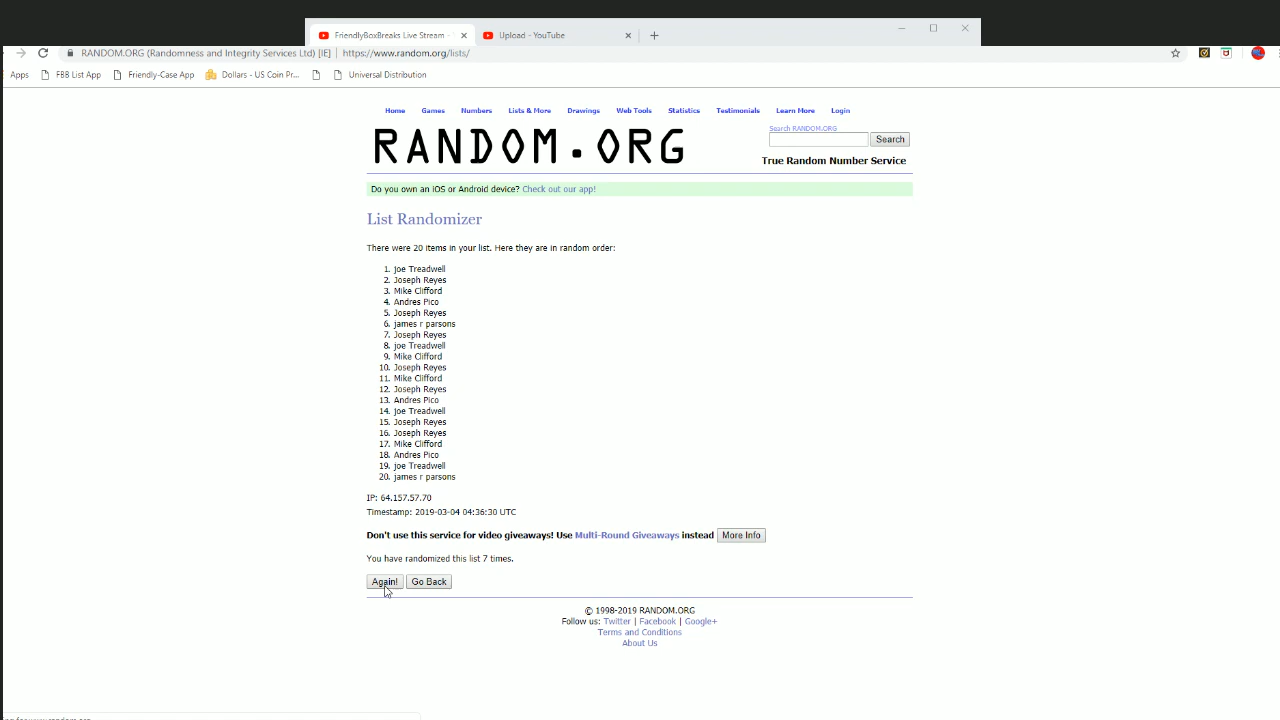 FriendlyBoxBreaks Live Stream -
Upload - YouTube
RANDOM.ORG (Randomness and Integrity Services Ltd) [IE]
https://www.random.org/lists/
Apps
FBB List App
Friendly-Case App
Dollars - US Coin Pr...
Universal Distribution
Home Games Numbers Lists & More Drawings Web Tools Statistics Testimonials Learn More Login
RANDOM.ORG
Search RANDOM.ORG
Search
True Random Number Service
Do you own an iOS or Android device? Check out our app!
List Randomizer
There were 20 items in your list. Here they are in random order:
1. joe Treadwell
2. Joseph Reyes
3. Mike Clifford
4. Andres Pico
5. Joseph Reyes
6. james r parsons
7. Joseph Reyes
8. joe Treadwell
9. Mike Clifford
10. Joseph Reyes
11. Mike Clifford
12. Joseph Reyes
13. Andres Pico
14. joe Treadwell
15. Joseph Reyes
16. Joseph Reyes
17. Mike Clifford
18. Andres Pico
19. joe Treadwell
20. james r parsons
IP: 64.157.57.70
Timestamp: 2019-03-04 04:36:30 UTC
Don't use this service for video giveaways! Use Multi-Round Giveaways instead More Info
You have randomized this list 7 times.
Again! Go Back
© 1998-2019 RANDOM.ORG
Follow us: Twitter | Facebook | Google+
Terms and Conditions
About Us